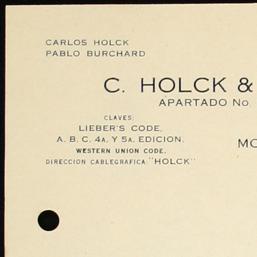 CARLOS HOLCK
PABLO BURCHARD
C. HOLCK &
APARTADO No.
CLAVES:
LIEBER'S CODE,
A. B. C. 4A. Y 5A. EDICION.
MO
WESTERN UNION CODE.
DIRECCION CABLEGRAFICA "HOLCK"